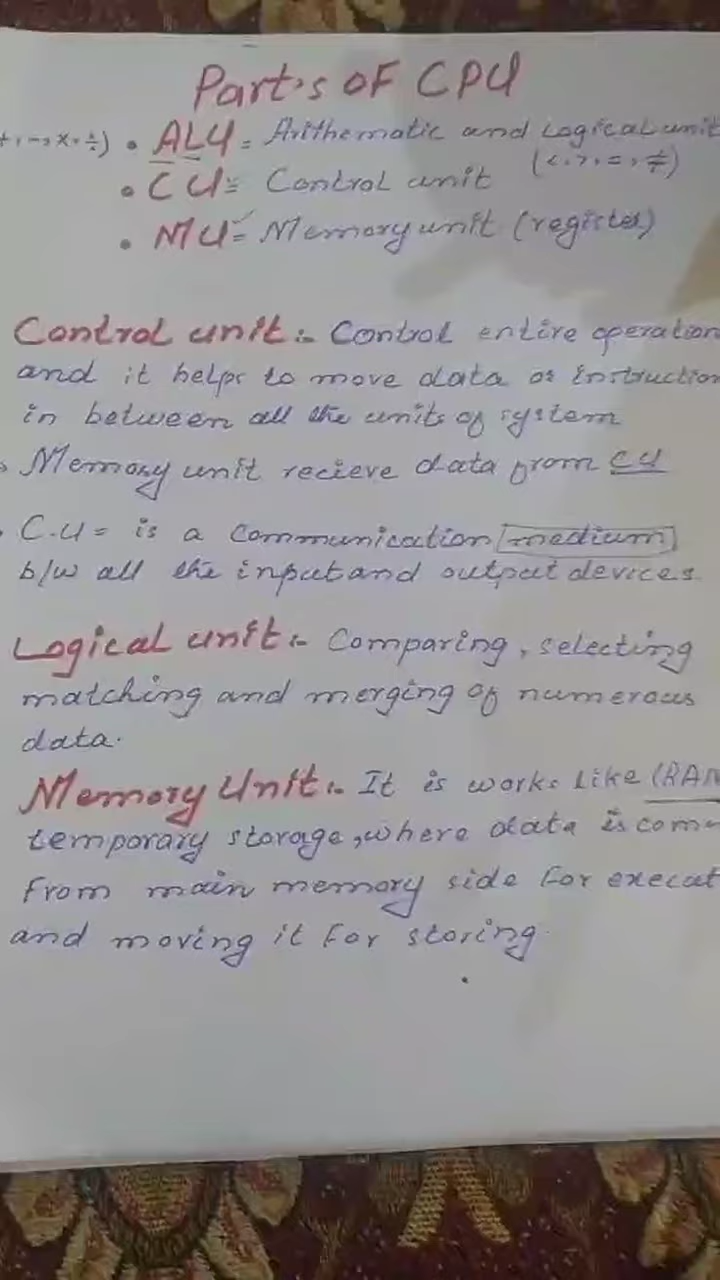 Part's OF CPU
+, -, x, ÷) • ALU = Arithematic and Logical unit
(<, >, =, ≠)
• CU = Control unit
• MU = Memory unit (register)
Control unit :- Control entire operation
and it helps to move data or instruction
in between all the units of system
Memory unit recieve data from CU
C.U = is a communication medium
b/w all the input and output devices
Logical unit :- Comparing, selecting
matching and merging of numerous
data.
Memory Unit :- It is works like (RAM
temporary storage, where data is com
From main memory side for execut
and moving it for storing.